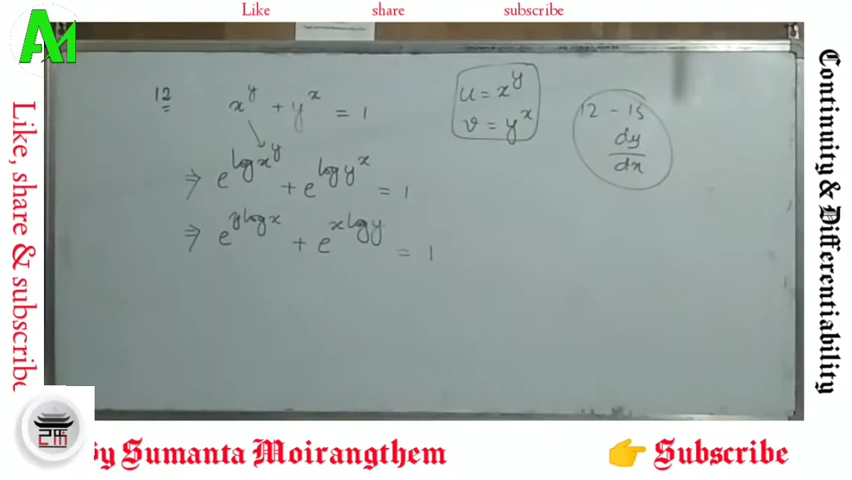 Like share subscribe
AM
12 x^y + y^x = 1
⇒ e^{log x^y} + e^{log y^x} = 1
⇒ e^{y log x} + e^{x log y} = 1
u = x^y
v = y^x
12 - 15
dy
dx
Like, share & subscribe
Continuity & Differentiability
By Sumanta Moirangthem
👉 Subscribe